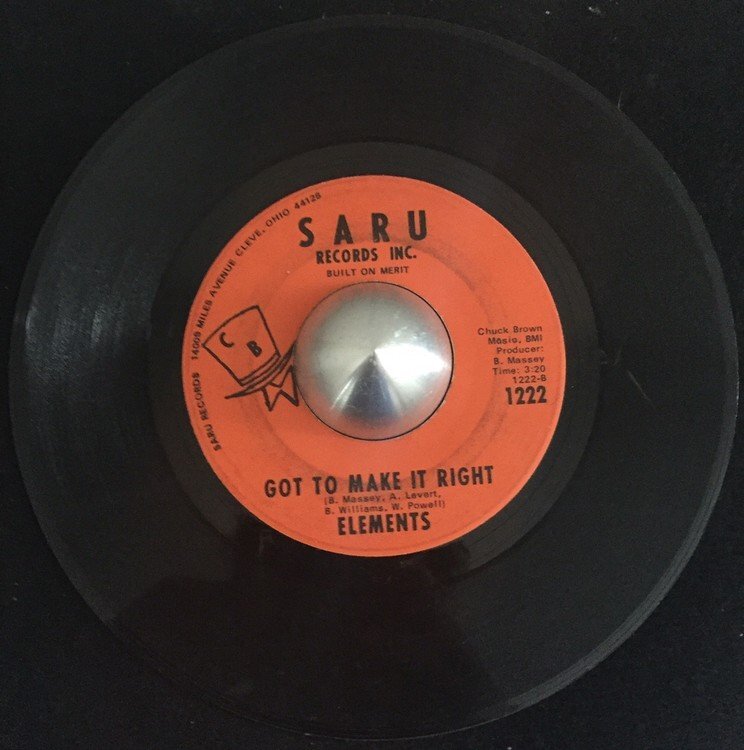 SARU
RECORDS INC.
BUILT ON MERIT
SARU RECORDS 14009 MILES AVENUE CLEVE, OHIO 44128
C
B
Chuck Brown
Music, BMI
Producer:
B. Massey
Time: 3:20
1222-B
1222
GOT TO MAKE IT RIGHT
(B. Massey, A. Levert,
B. Williams, W. Powell)
ELEMENTS